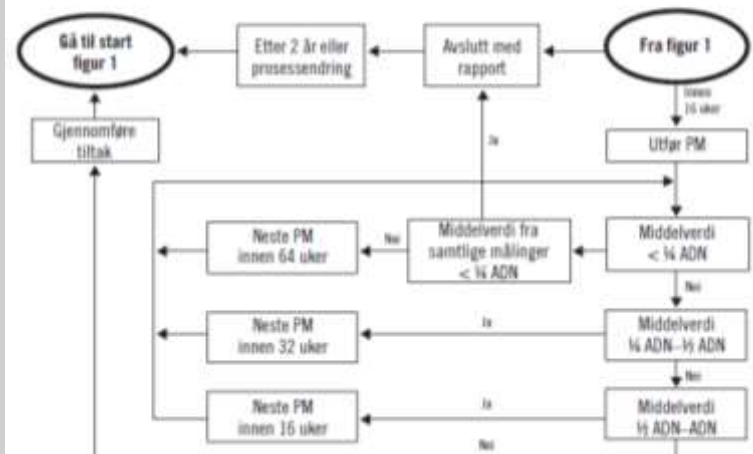 Gå til start
figur 1
Etter 2 år eller
prosessendring
Avslutt med
rapport
Fra figur 1
Innen
16 uker
Gjennomføre
tiltak
Ja
Utfør PM
Neste PM
innen 64 uker
Nei
Middelverdi fra
samtlige målinger
< ¼ ADN
Middelverdi
< ¼ ADN
Nei
Neste PM
innen 32 uker
Ja
Middelverdi
¼ ADN–½ ADN
Nei
Neste PM
innen 16 uker
Ja
Middelverdi
½ ADN–ADN
Nei